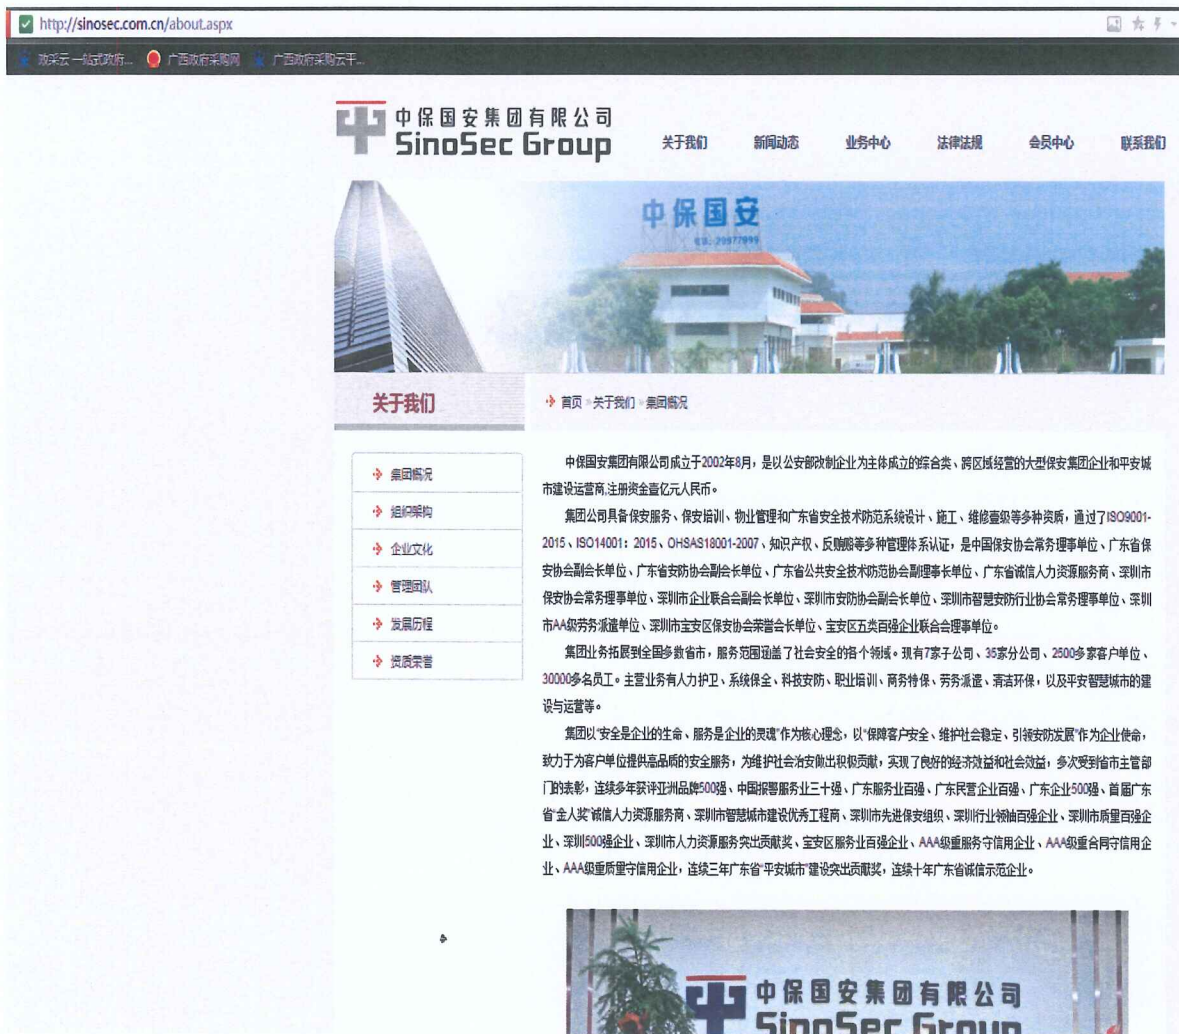 http://sinosec.com.cn/about.aspx
政采云一站式政府...
广西政府采购网
广西政府采购云平...
中保国安集团有限公司
SinoSec Group
关于我们
新闻动态
业务中心
法律法规
会员中心
联系我们
中保国安
关于我们
首页»关于我们»集团概况
集团概况
组织架构
企业文化
管理团队
发展历程
资质荣誉
中保国安集团有限公司成立于2002年8月，是以公安部改制企业为主体成立的综合类、跨区域经营的大型保安集团企业和平安城
市建设运营商,注册资金壹亿元人民币。
集团公司具备保安服务、保安培训、物业管理和广东省安全技术防范系统设计、施工、维修壹级等多种资质，通过了ISO9001-
2015、ISO14001：2015、OHSAS18001-2007、知识产权、反贿赂等多种管理体系认证，是中国保安协会常务理事单位、广东省保
安协会副会长单位、广东省安防协会副会长单位、广东省公共安全技术防范协会副理事长单位、广东省诚信人力资源服务商、深圳市
保安协会常务理事单位、深圳市企业联合会副会长单位、深圳市安防协会副会长单位、深圳市智慧安防行业协会常务理事单位、深圳
市AA级劳务派遣单位、深圳市宝安区保安协会荣誉会长单位、宝安区五类百强企业联合会理事单位。
集团业务拓展到全国多数省市，服务范围涵盖了社会安全的各个领域。现有7家子公司、35家分公司、2500多家客户单位、
30000多名员工。主营业务有人力护卫、系统保全、科技安防、职业培训、商务特保、劳务派遣、清洁环保，以及平安智慧城市的建
设与运营等。
集团以“安全是企业的生命、服务是企业的灵魂”作为核心理念，以“保障客户安全、维护社会稳定、引领安防发展”作为企业使命，
致力于为客户单位提供高品质的安全服务，为维护社会治安做出积极贡献，实现了良好的经济效益和社会效益，多次受到省市主管部
门的表彰，连续多年获评亚洲品牌500强、中国报警服务业三十强、广东服务业百强、广东民营企业百强、广东企业500强、首届广东
省“金人奖”诚信人力资源服务商、深圳市智慧城市建设优秀工程商、深圳市先进保安组织、深圳行业领袖百强企业、深圳市质量百强企
业、深圳500强企业、深圳市人力资源服务突出贡献奖、宝安区服务业百强企业、AAA级重服务守信用企业、AAA级重合同守信用企
业、AAA级重质量守信用企业，连续三年广东省“平安城市”建设突出贡献奖，连续十年广东省诚信示范企业。
中保国安集团有限公司
SinoSec Group